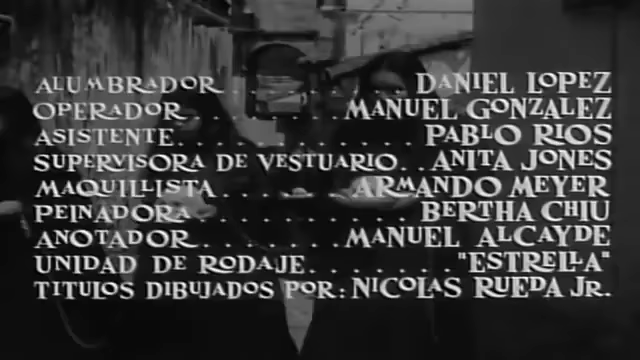 ALUMBRADOR........DANIEL LOPEZ
OPERADOR........MANUEL GONZALEZ
ASISTENTE............PABLO RIOS
SUPERVISORA DE VESTUARIO..ANITA JONES
MAQUILLISTA........ARMANDO MEYER
PEINADORA............BERTHA CHIU
ANOTADOR........MANUEL ALCAYDE
UNIDAD DE RODAJE......"ESTRELLA"
TITULOS DIBUJADOS POR: NICOLAS RUEDA JR.